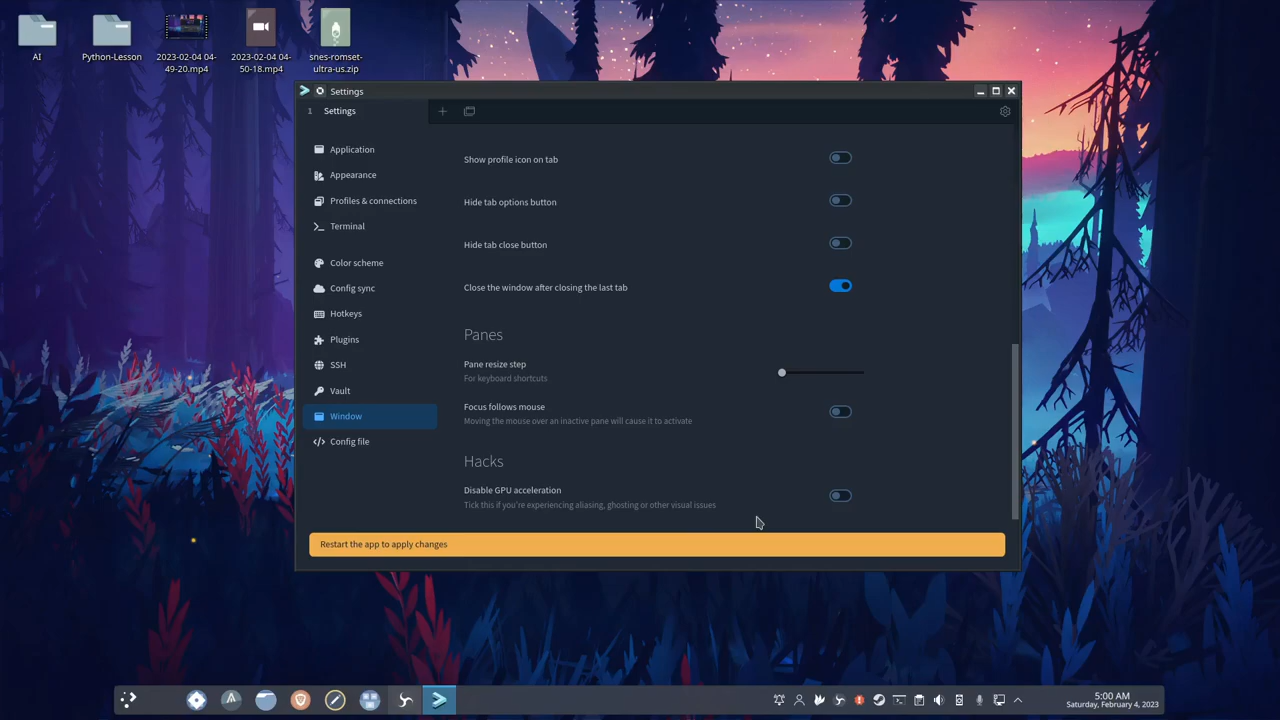 AI
Python-Lesson
2023-02-04 04-
49-20.mp4
2023-02-04 04-
50-18.mp4
snes-romset-
ultra-us.zip
Settings
1 Settings
Application
Appearance
Profiles & connections
Terminal
Color scheme
Config sync
Hotkeys
Plugins
SSH
Vault
Window
Config file
Show profile icon on tab
Hide tab options button
Hide tab close button
Close the window after closing the last tab
Panes
Pane resize step
For keyboard shortcuts
Focus follows mouse
Moving the mouse over an inactive pane will cause it to activate
Hacks
Disable GPU acceleration
Tick this if you're experiencing aliasing, ghosting or other visual issues
Restart the app to apply changes
5:00 AM
Saturday, February 4, 2023